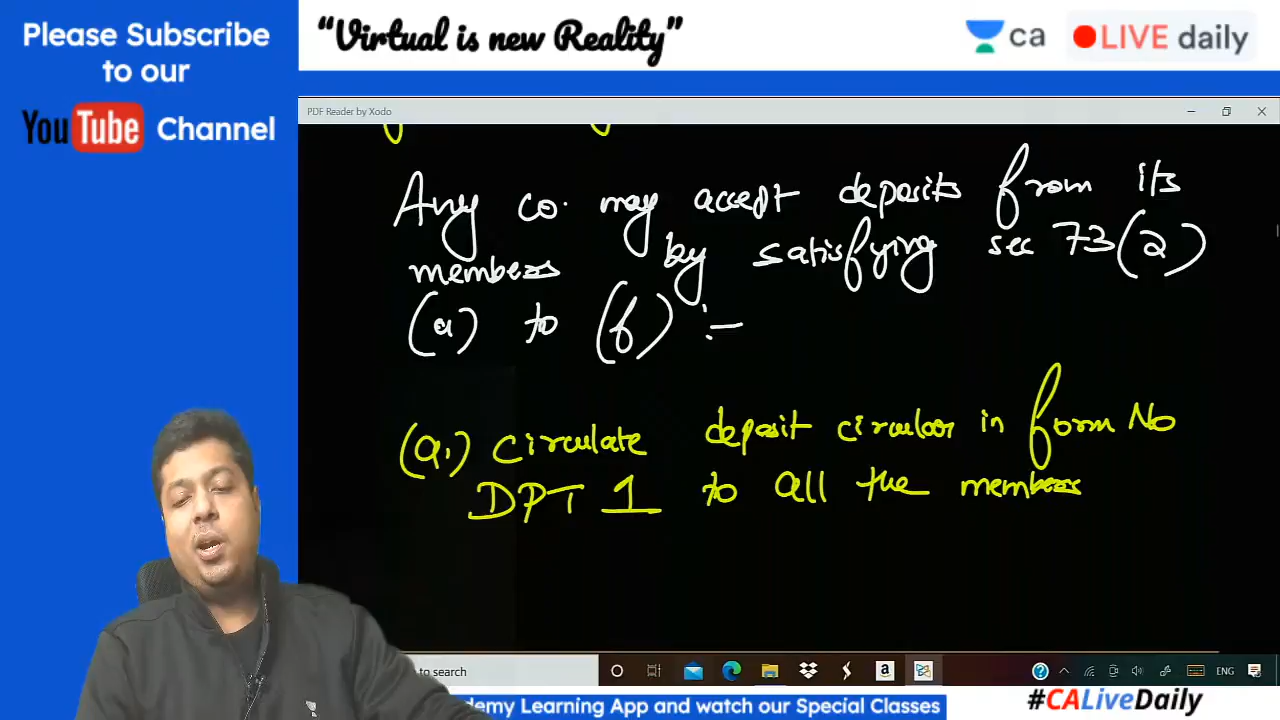 Please Subscribe
to our
YouTube Channel
“Virtual is new Reality”
ca
LIVE daily
PDF Reader by Xodo
Any co. may accept deposits from its
members by satisfying sec 73(2)
(a) to (f) :-
(a.) circulate deposit circular in form No
DPT 1 to all the members
to search
ENG
demy Learning App and watch our Special Classes
#CALiveDaily